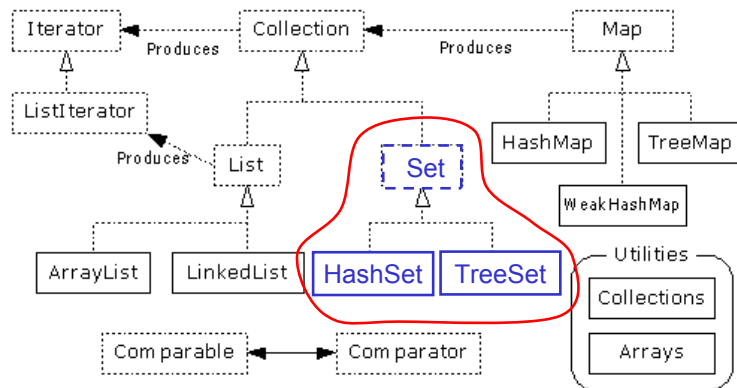 Iterator
Collection
Map
Produces
Produces
ListIterator
Produces
List
Set
HashMap
TreeMap
WeakHashMap
ArrayList
LinkedList
HashSet
TreeSet
Utilities
Collections
Arrays
Comparable
Comparator